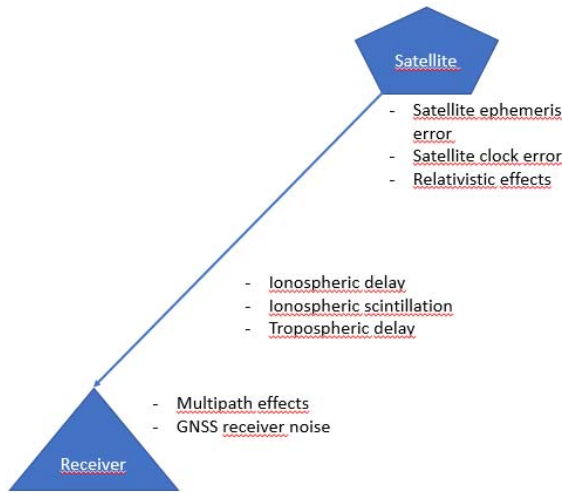 Satellite
- Satellite ephemeris
error
- Satellite clock error
- Relativistic effects
- Ionospheric delay
- Ionospheric scintillation
- Tropospheric delay
- Multipath effects
- GNSS receiver noise
Receiver